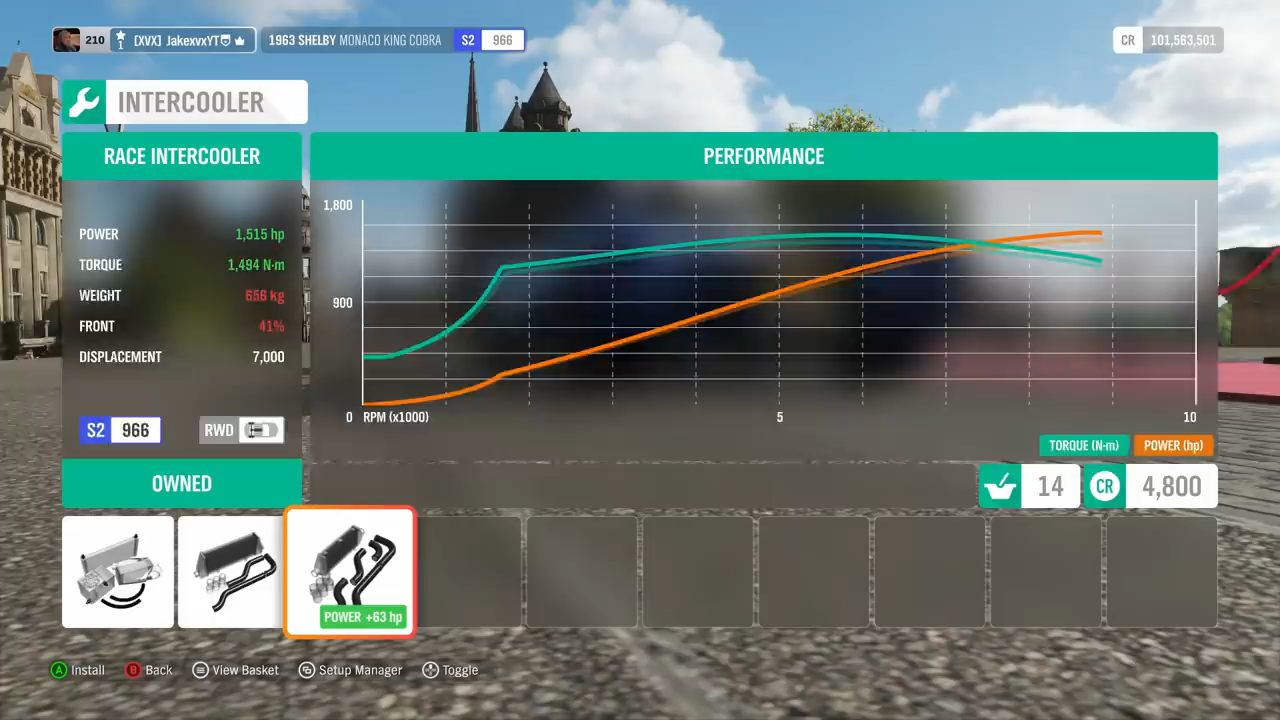 210
1
[XVX] JakexvxYT
1963 SHELBY MONACO KING COBRA
S2 966
CR 101,563,501
INTERCOOLER
RACE INTERCOOLER
PERFORMANCE
POWER 1,515 hp
TORQUE 1,494 N·m
WEIGHT 656 kg
FRONT 41%
DISPLACEMENT 7,000
S2 966
RWD
OWNED
1,800
900
0 RPM (x1000) 5 10
TORQUE (N·m) POWER (hp)
14
CR 4,800
POWER +63 hp
A Install
B Back
View Basket
Setup Manager
Toggle